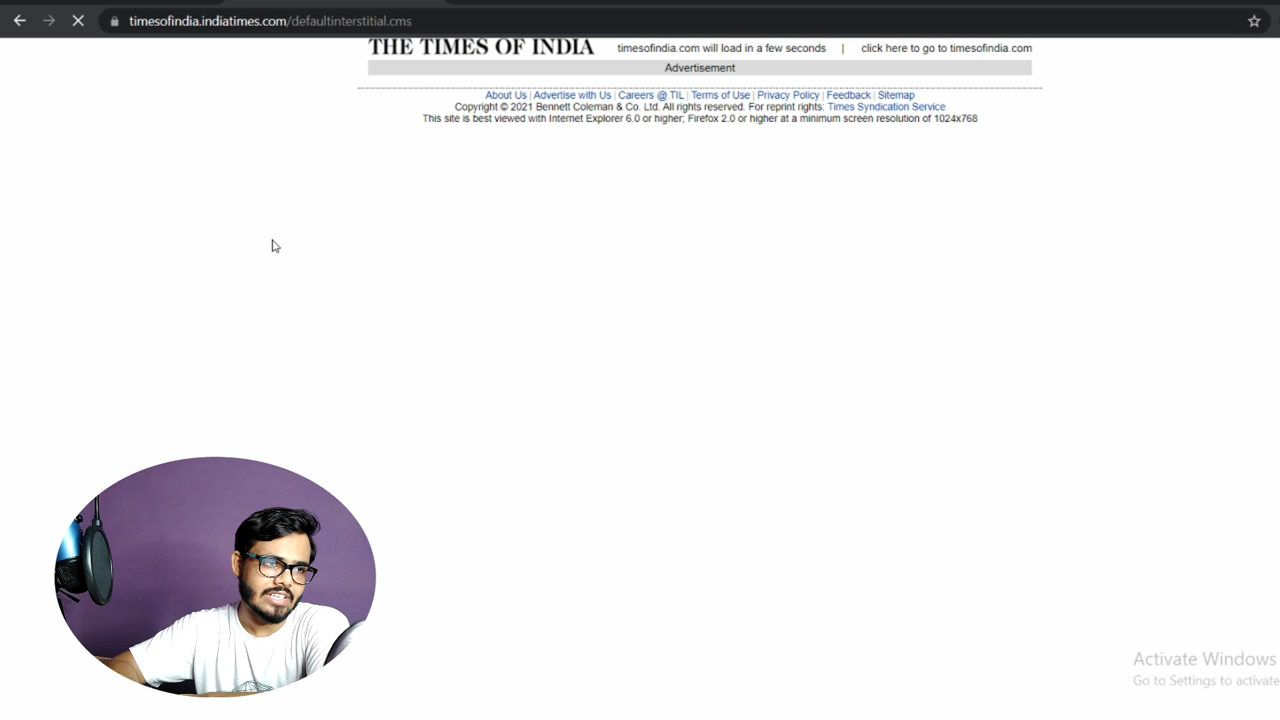 timesofindia.indiatimes.com/defaultinterstitial.cms
THE TIMES OF INDIA timesofindia.com will load in a few seconds | click here to go to timesofindia.com
Advertisement
About Us | Advertise with Us | Careers @ TIL | Terms of Use | Privacy Policy | Feedback | Sitemap
Copyright © 2021 Bennett Coleman & Co. Ltd. All rights reserved. For reprint rights: Times Syndication Service
This site is best viewed with Internet Explorer 6.0 or higher; Firefox 2.0 or higher at a minimum screen resolution of 1024x768
Activate Windows
Go to Settings to activate